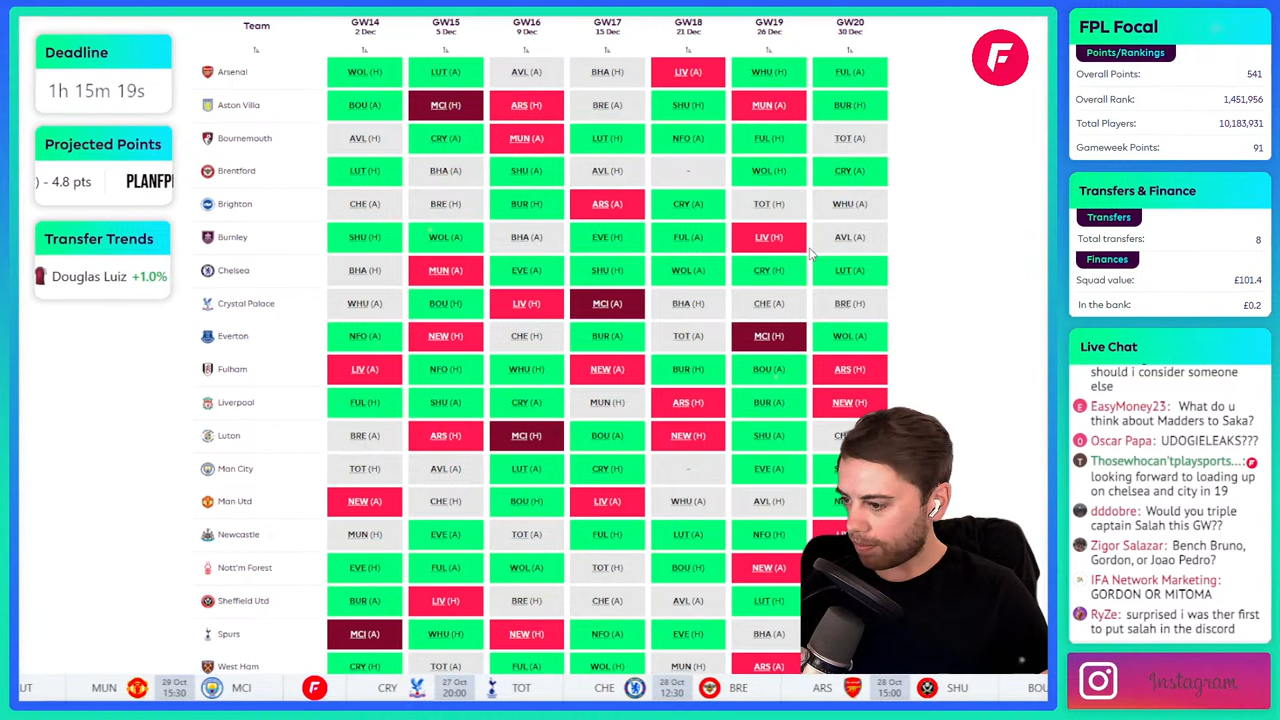 Deadline
1h 15m 19s
Projected Points
) - 4.8 pts PLANFP
Transfer Trends
Douglas Luiz +1.0%
Team GW14 GW15 GW16 GW17 GW18 GW19 GW20
2 Dec 5 Dec 9 Dec 15 Dec 21 Dec 26 Dec 30 Dec
Arsenal WOL (H) LUT (A) AVL (A) BHA (H) LIV (A) WHU (H) FUL (A)
Aston Villa BOU (A) MCI (H) ARS (H) BRE (A) SHU (H) MUN (A) BUR (H)
Bournemouth AVL (H) CRY (A) MUN (A) LUT (H) NFO (A) FUL (H) TOT (A)
Brentford LUT (H) BHA (A) SHU (A) AVL (H) - WOL (H) CRY (A)
Brighton CHE (A) BRE (H) BUR (H) ARS (A) CRY (A) TOT (H) WHU (A)
Burnley SHU (H) WOL (A) BHA (A) EVE (H) FUL (A) LIV (H) AVL (A)
Chelsea BHA (H) MUN (A) EVE (A) SHU (H) WOL (A) CRY (H) LUT (A)
Crystal Palace WHU (A) BOU (H) LIV (H) MCI (A) BHA (H) CHE (A) BRE (H)
Everton NFO (A) NEW (H) CHE (H) BUR (A) TOT (A) MCI (H) WOL (A)
Fulham LIV (A) NFO (H) WHU (H) NEW (A) BUR (H) BOU (A) ARS (H)
Liverpool FUL (H) SHU (A) CRY (A) MUN (H) ARS (H) BUR (A) NEW (H)
Luton BRE (A) ARS (H) MCI (H) BOU (A) NEW (H) SHU (A)
Man City TOT (H) AVL (A) LUT (A) CRY (H) - EVE (A)
Man Utd NEW (A) CHE (H) BOU (H) LIV (A) WHU (A) AVL (H)
Newcastle MUN (H) EVE (A) TOT (A) FUL (H) LUT (A) NFO (H)
Nott'm Forest EVE (H) FUL (A) WOL (A) TOT (H) BOU (H) NEW (A)
Sheffield Utd BUR (A) LIV (H) BRE (H) CHE (A) AVL (A) LUT (H)
Spurs MCI (A) WHU (H) NEW (H) NFO (A) EVE (H) BHA (A)
West Ham CRY (H) TOT (A) FUL (A) WOL (H) MUN (H) ARS (A)
UT MUN 29 Oct 15:30 MCI F CRY 27 Oct 20:00 TOT CHE 28 Oct 12:30 BRE ARS 28 Oct 15:00 SHU BOU
F
FPL Focal
Points/Rankings
Overall Points: 541
Overall Rank: 1,451,956
Total Players: 10,183,931
Gameweek Points: 91
Transfers & Finance
Transfers
Total transfers: 8
Finances
Squad value: £101.4
In the bank: £0.2
Live Chat
should i consider someone
else
EasyMoney23: What do u
think about Madders to Saka?
Oscar Papa: UDOGIELEAKS???
Thosewhocan'tplaysports...:
looking forward to loading up
on chelsea and city in 19
dddobre: Would you triple
captain Salah this GW??
Zigor Salazar: Bench Bruno,
Gordon, or Joao Pedro?
IFA Network Marketing:
GORDON OR MITOMA
RyZe: surprised i was ther first
to put salah in the discord
Instagram